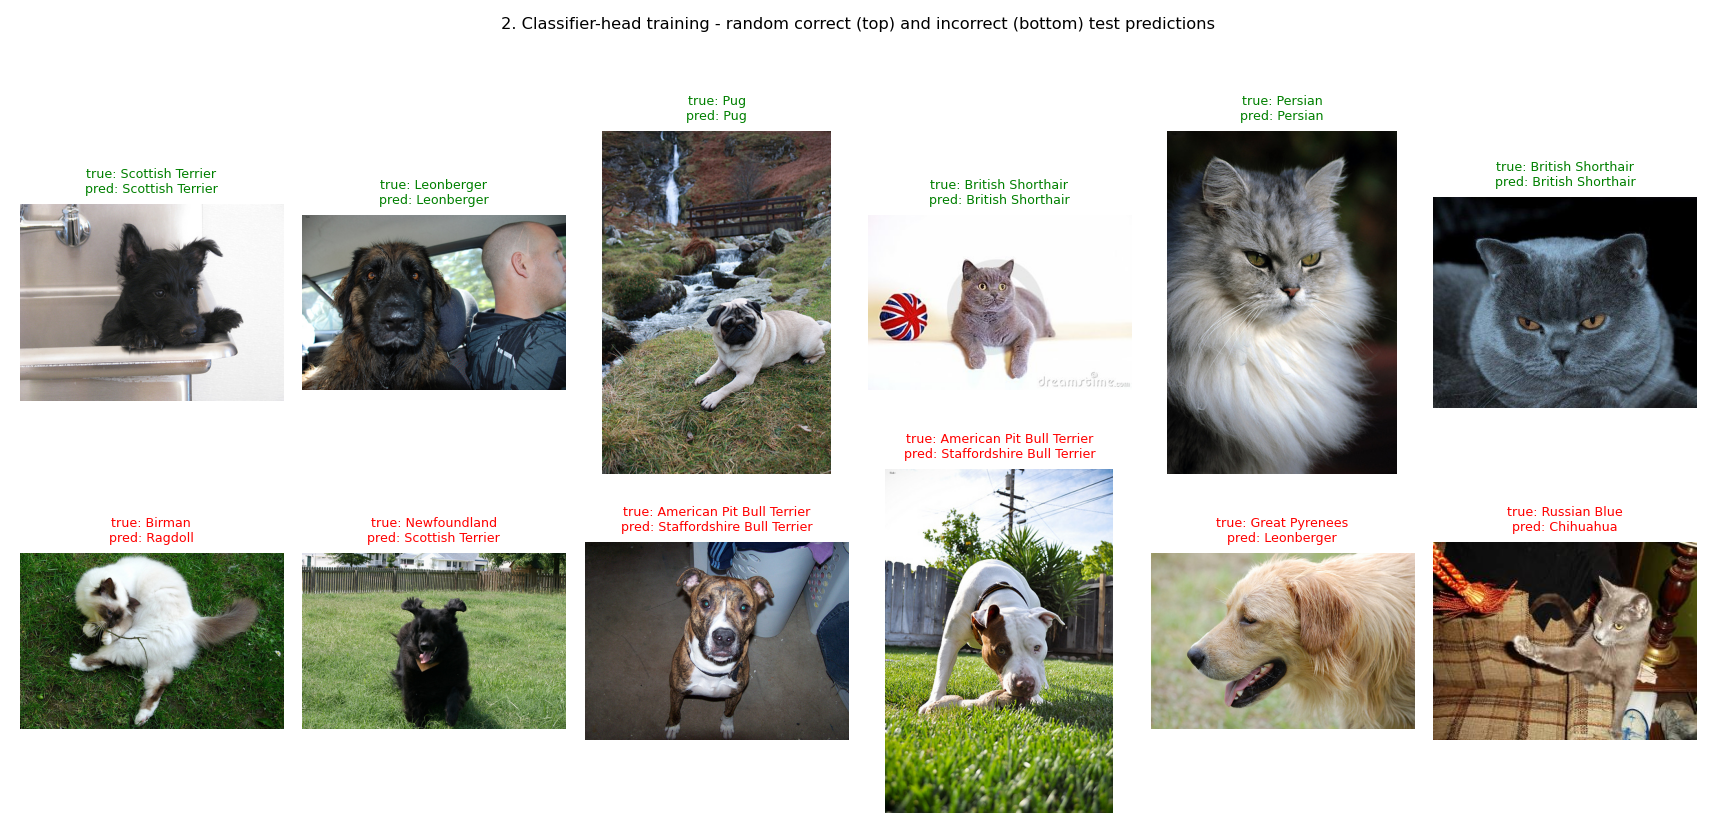 2. Classifier-head training - random correct (top) and incorrect (bottom) test predictions
true: Scottish Terrier
pred: Scottish Terrier
true: Leonberger
pred: Leonberger
true: Pug
pred: Pug
true: British Shorthair
pred: British Shorthair
true: Persian
pred: Persian
true: British Shorthair
pred: British Shorthair
dreamstime.com
true: Birman
pred: Ragdoll
true: Newfoundland
pred: Scottish Terrier
true: American Pit Bull Terrier
pred: Staffordshire Bull Terrier
true: American Pit Bull Terrier
pred: Staffordshire Bull Terrier
true: Great Pyrenees
pred: Leonberger
true: Russian Blue
pred: Chihuahua